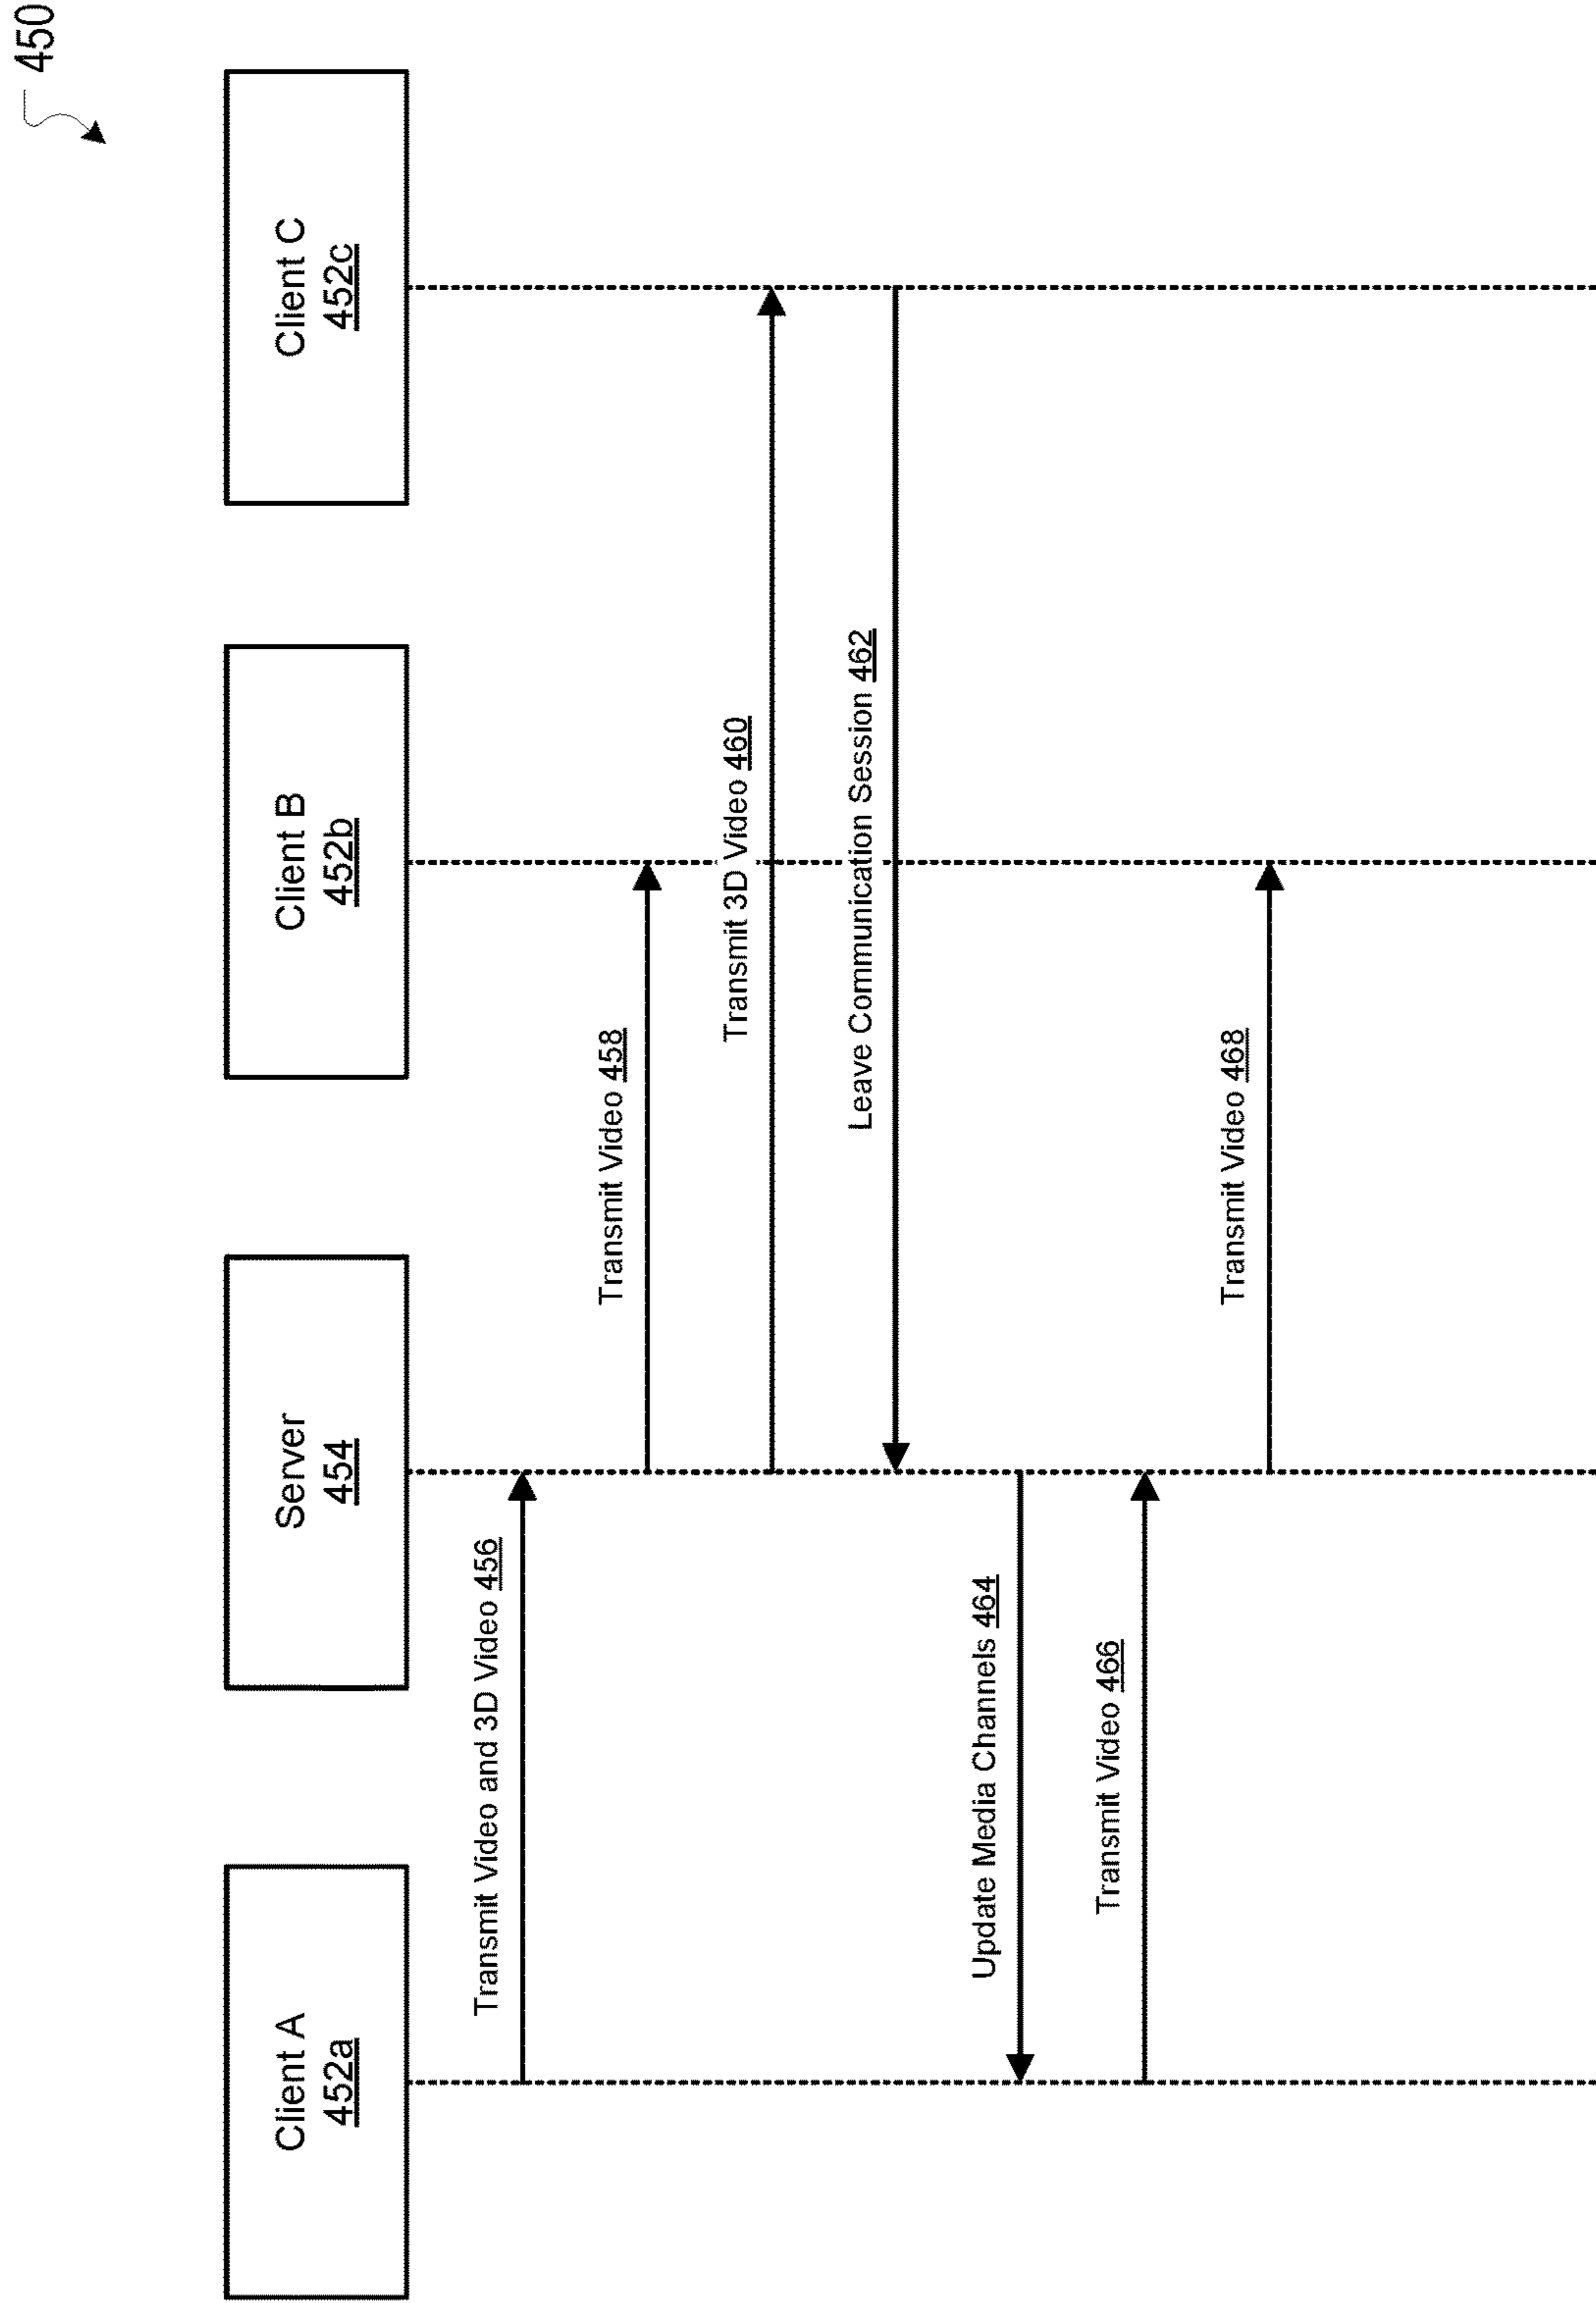 450
Client A
452a
Server
454
Client B
452b
Client C
452c
Transmit Video and 3D Video 456
Transmit Video 458
Transmit 3D Video 460
Leave Communication Session 462
Update Media Channels 464
Transmit Video 466
Transmit Video 468